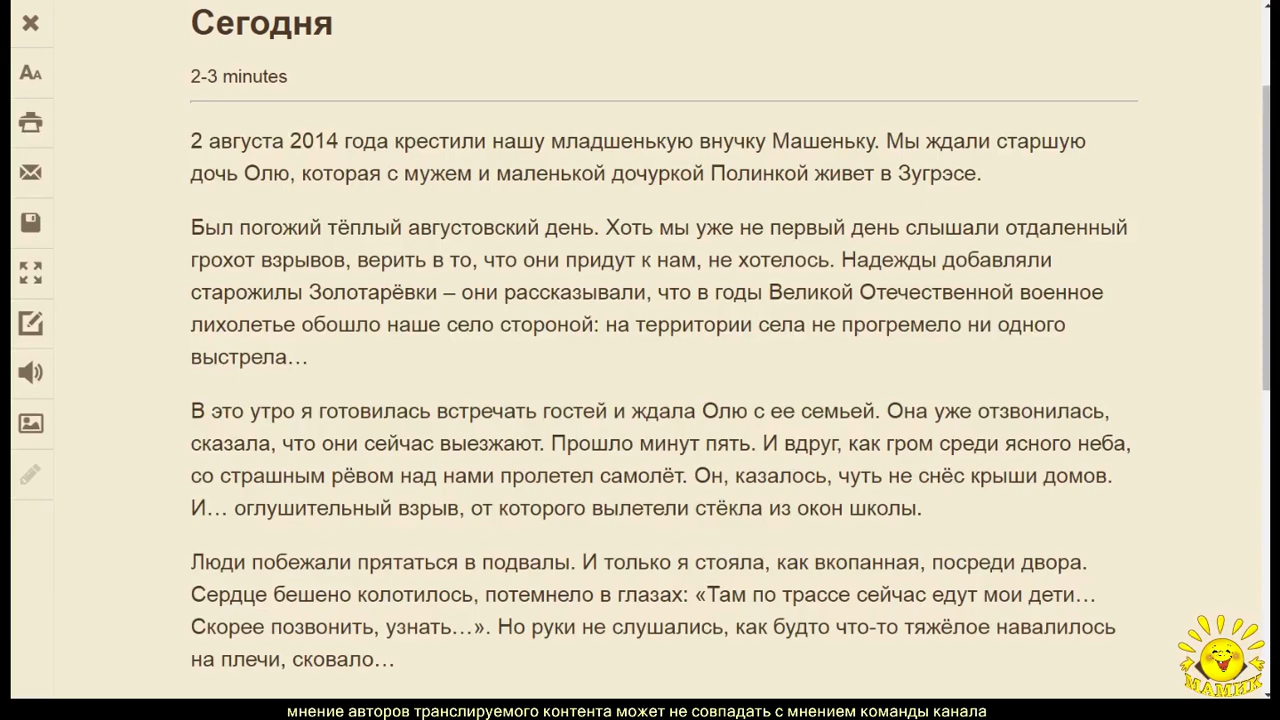 Сегодня
2-3 minutes
2 августа 2014 года крестили нашу младшенькую внучку Машеньку. Мы ждали старшую
дочь Олю, которая с мужем и маленькой дочуркой Полинкой живет в Зугрэсе.
Был погожий тёплый августовский день. Хоть мы уже не первый день слышали отдаленный
грохот взрывов, верить в то, что они придут к нам, не хотелось. Надежды добавляли
старожилы Золотарёвки – они рассказывали, что в годы Великой Отечественной военное
лихолетье обошло наше село стороной: на территории села не прогремело ни одного
выстрела…
В это утро я готовилась встречать гостей и ждала Олю с ее семьей. Она уже отзвонилась,
сказала, что они сейчас выезжают. Прошло минут пять. И вдруг, как гром среди ясного неба,
со страшным рёвом над нами пролетел самолёт. Он, казалось, чуть не снёс крыши домов.
И… оглушительный взрыв, от которого вылетели стёкла из окон школы.
Люди побежали прятаться в подвалы. И только я стояла, как вкопанная, посреди двора.
Сердце бешено колотилось, потемнело в глазах: «Там по трассе сейчас едут мои дети…
Скорее позвонить, узнать…». Но руки не слушались, как будто что-то тяжёлое навалилось
на плечи, сковало…
МАМИК
мнение авторов транслируемого контента может не совпадать с мнением команды канала